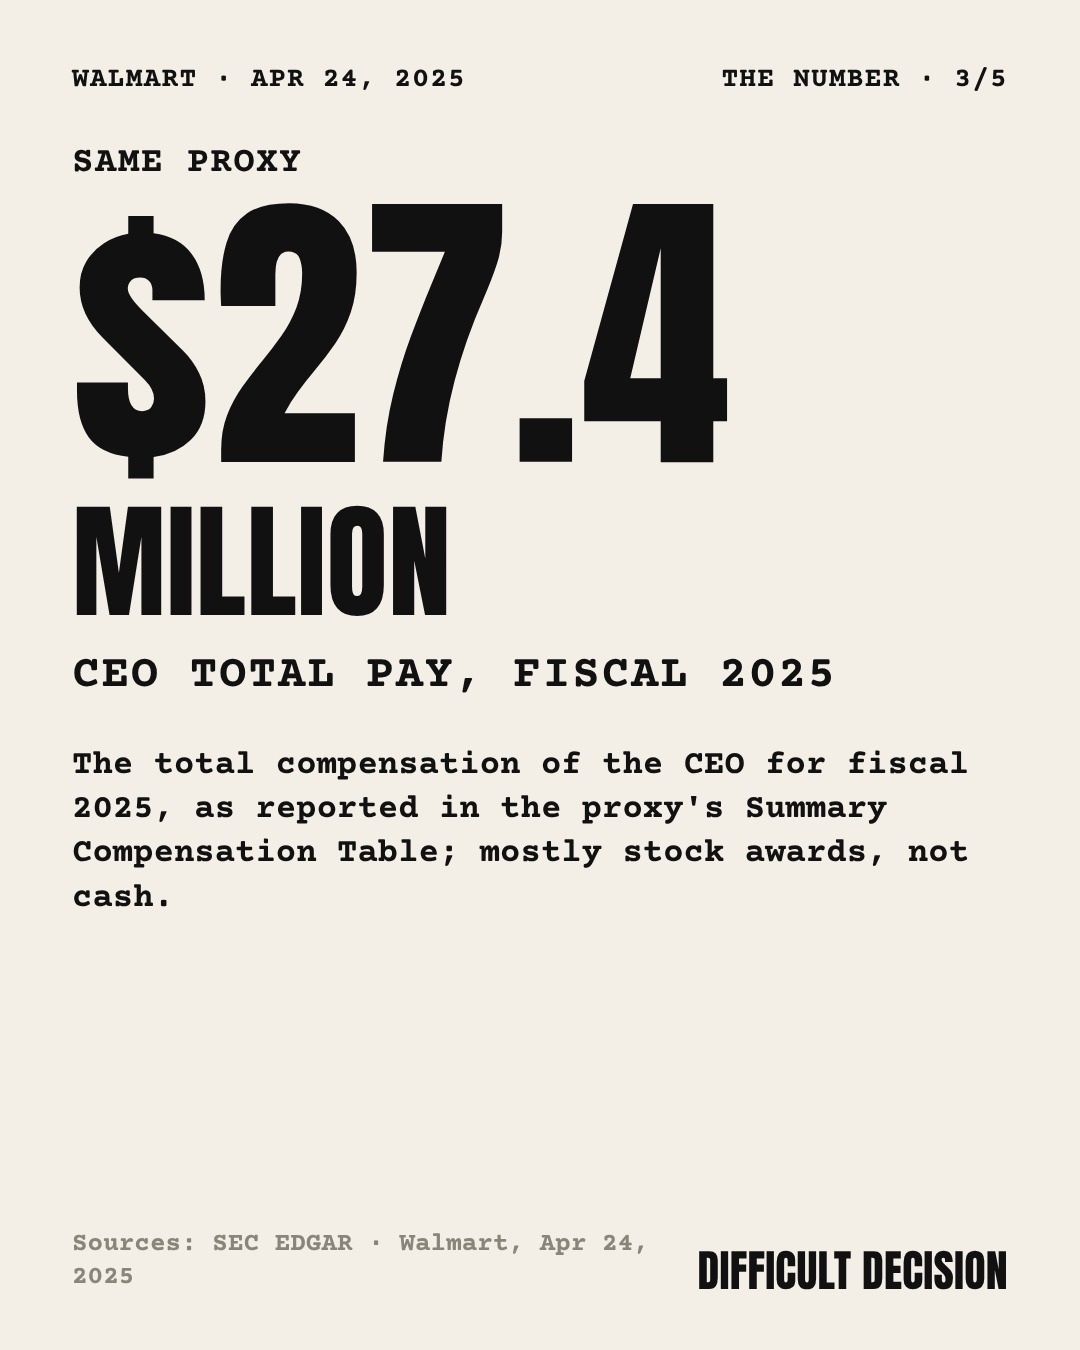 WALMART · APR 24, 2025
THE NUMBER · 3/5
SAME PROXY
$27.4
MILLION
CEO TOTAL PAY, FISCAL 2025
The total compensation of the CEO for fiscal
2025, as reported in the proxy's Summary
Compensation Table; mostly stock awards, not
cash.
Sources: SEC EDGAR · Walmart, Apr 24,
2025
DIFFICULT DECISION